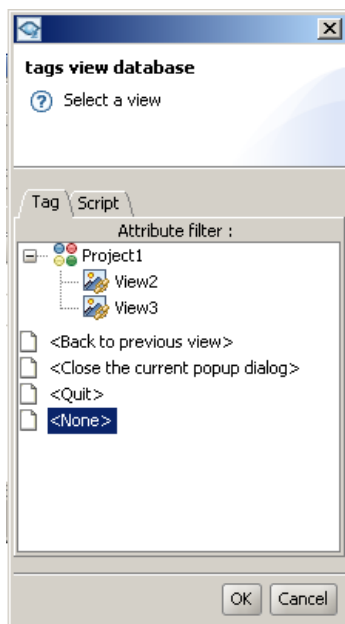 tags view database
Select a view
Tag Script
Attribute filter :
Project1
View2
View3
<Back to previous view>
<Close the current popup dialog>
<Quit>
<None>
OK Cancel